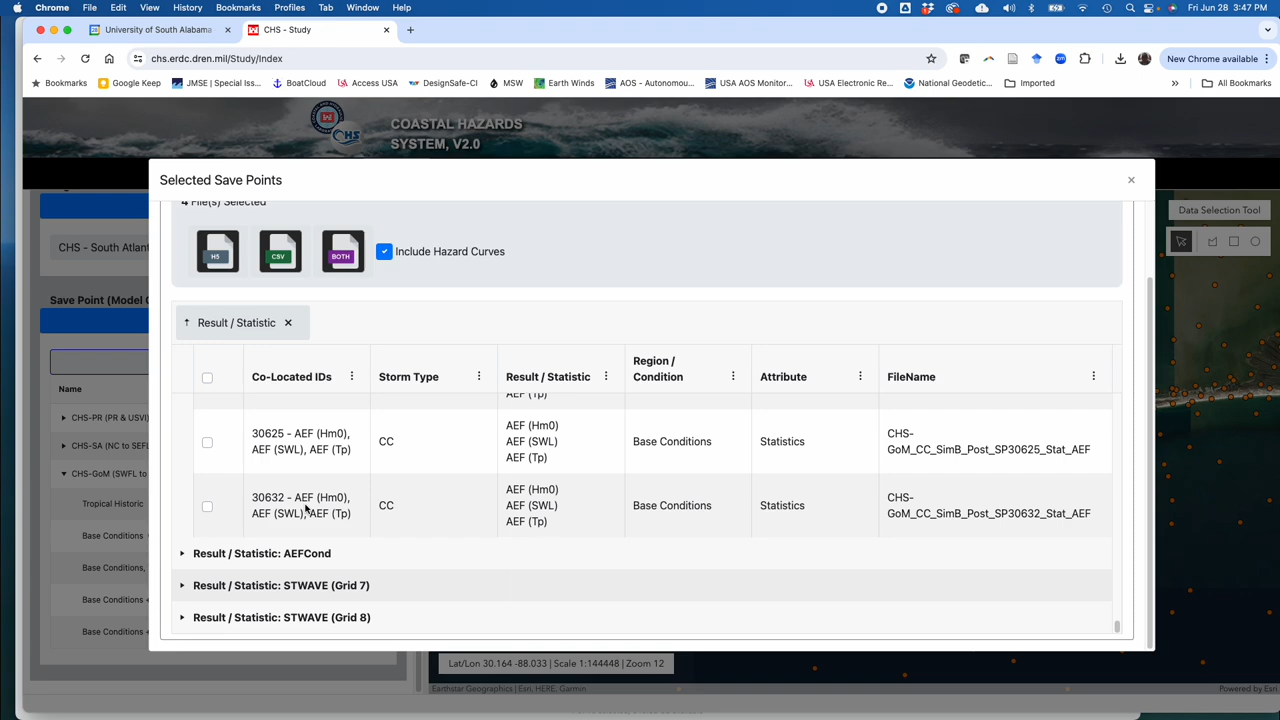 Chrome File Edit View History Bookmarks Profiles Tab Window Help Fri Jun 28 3:47 PM
University of South Alabama CHS - Study
chs.erdc.dren.mil/Study/Index New Chrome available
Bookmarks Google Keep JMSE | Special Iss... BoatCloud Access USA DesignSafe-CI MSW Earth Winds AOS - Autonomou... USA AOS Monitor... USA Electronic Re... National Geodetic... Imported All Bookmarks
COASTAL HAZARDS
SYSTEM, V2.0
Selected Save Points
4 File(s) Selected
H5 CSV BOTH Include Hazard Curves
Result / Statistic
Co-Located IDs Storm Type Result / Statistic Region / Condition Attribute FileName
AEF (Tp)
30625 - AEF (Hm0), AEF (SWL), AEF (Tp) CC AEF (Hm0) AEF (SWL) AEF (Tp) Base Conditions Statistics CHS-GoM_CC_SimB_Post_SP30625_Stat_AEF
30632 - AEF (Hm0), AEF (SWL), AEF (Tp) CC AEF (Hm0) AEF (SWL) AEF (Tp) Base Conditions Statistics CHS-GoM_CC_SimB_Post_SP30632_Stat_AEF
Result / Statistic: AEFCond
Result / Statistic: STWAVE (Grid 7)
Result / Statistic: STWAVE (Grid 8)
CHS - South Atlant
Save Point (Model
Name
CHS-PR (PR & USVI)
CHS-SA (NC to SEFL
CHS-GoM (SWFL to
Tropical Historic
Base Conditions
Base Conditions,
Base Conditions
Base Conditions
Data Selection Tool
Lat/Lon 30.164 -88.033 | Scale 1:144448 | Zoom 12
Earthstar Geographics | Esri, HERE, Garmin
Powered by Esri